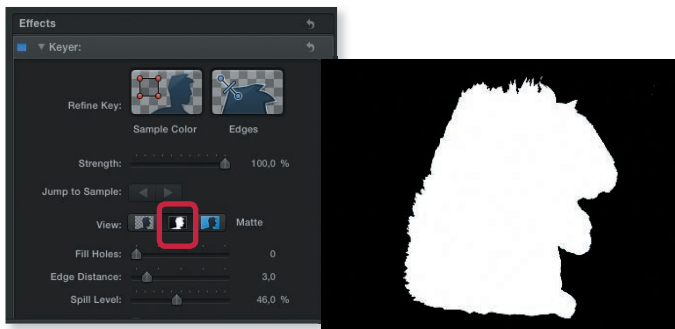 Effects
Keyer:
Refine Key:
Sample Color Edges
Strength: 100,0 %
Jump to Sample:
View: Matte
Fill Holes: 0
Edge Distance: 3,0
Spill Level: 46,0 %